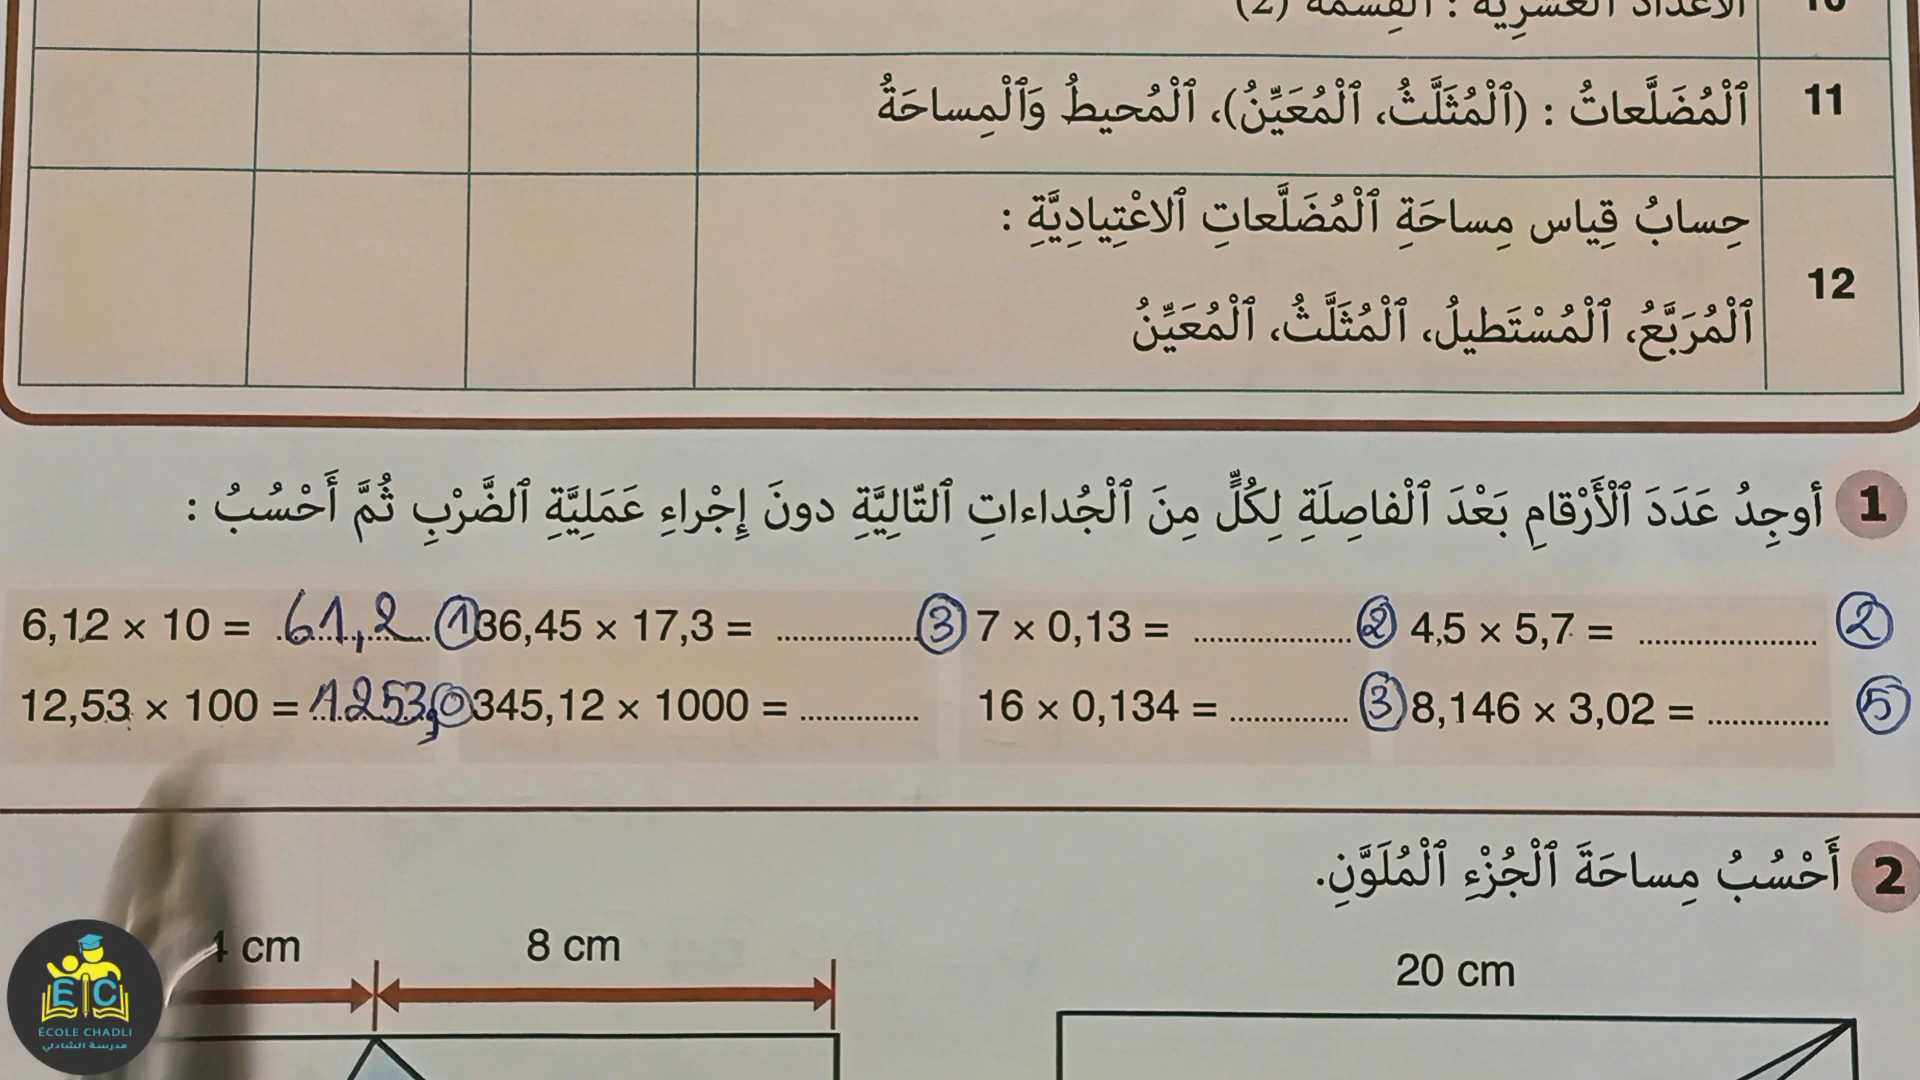 11 ٱلْمُضَلَّعاتُ : (ٱلْمُثَلَّثُ، ٱلْمُعَيِّنُ)، ٱلْمُحيطُ وَٱلْمِساحَةُ
حِسابُ قِياس مِساحَةِ ٱلْمُضَلَّعاتِ ٱلاعْتِيادِيَّةِ :
12
ٱلْمُرَبَّعُ، ٱلْمُسْتَطيلُ، ٱلْمُثَلَّثُ، ٱلْمُعَيِّنُ
1 أوجِدُ عَدَدَ ٱلْأَرْقامِ بَعْدَ ٱلْفاصِلَةِ لِكُلٍّ مِنَ ٱلْجُداءاتِ ٱلتّالِيَّةِ دونَ إِجْراءِ عَمَلِيَّةِ ٱلضَّرْبِ ثُمَّ أَحْسُبُ :
6,12 × 10 = 61,2 1 36,45 × 17,3 = .............. 3 7 × 0,13 = .............. 2 4,5 × 5,7 = .............. 2
12,53 × 100 = 1253, 0 345,12 × 1000 = .............. 16 × 0,134 = .............. 3 8,146 × 3,02 = .............. 5
2 أَحْسُبُ مِساحَةَ ٱلْجُزْءِ ٱلْمُلَوَّنِ.
cm 8 cm 20 cm
E C
ÉCOLE CHADLI
مدرسة الشادلي